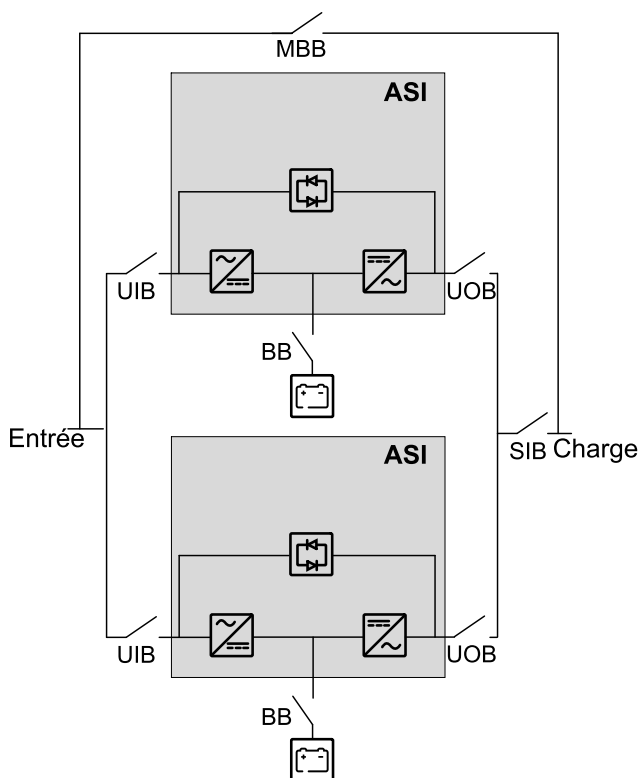 MBB
ASI
UIB
UOB
BB
Entrée
SIB Charge
ASI
UIB
UOB
BB